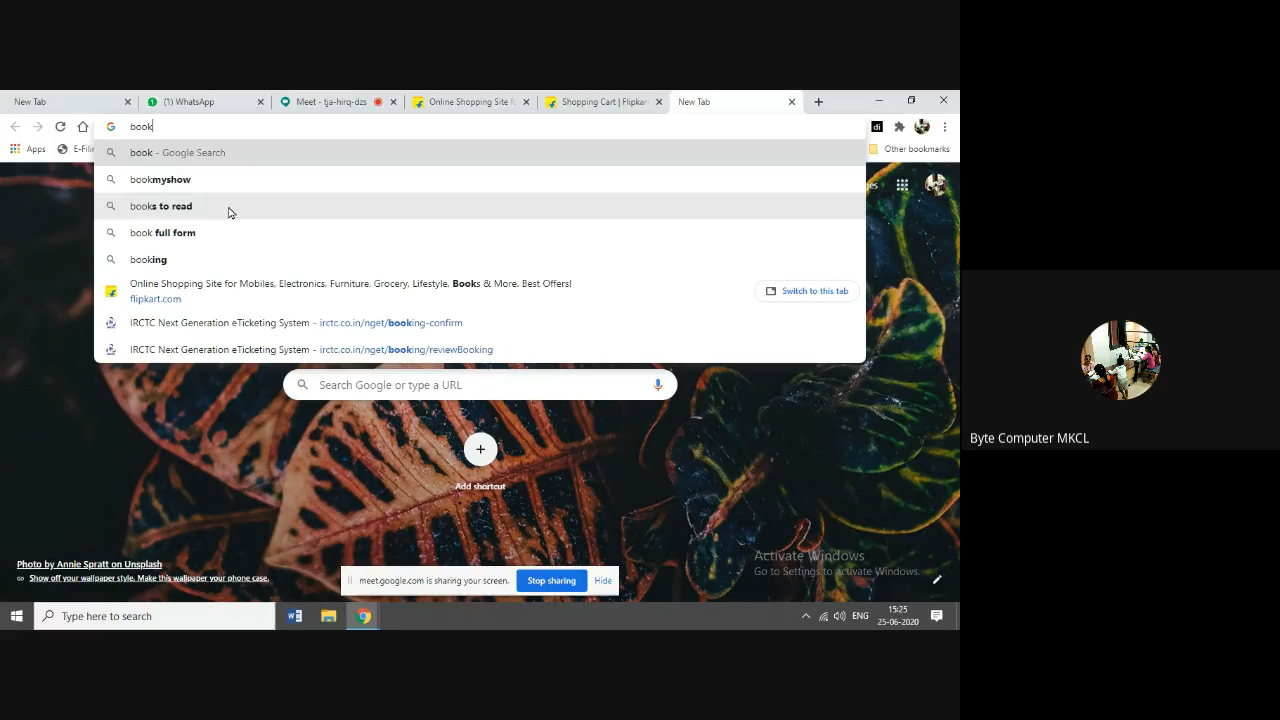 New Tab
(1) WhatsApp
Meet - tja-hirq-dzs
Online Shopping Site fo
Shopping Cart | Flipkar
New Tab
book
Apps
E-Filin
di
Other bookmarks
book - Google Search
bookmyshow
books to read
book full form
booking
Online Shopping Site for Mobiles, Electronics, Furniture, Grocery, Lifestyle, Books & More. Best Offers!
flipkart.com
Switch to this tab
IRCTC Next Generation eTicketing System - irctc.co.in/nget/booking-confirm
IRCTC Next Generation eTicketing System - irctc.co.in/nget/booking/reviewBooking
Search Google or type a URL
Add shortcut
Byte Computer MKCL
Activate Windows
Go to Settings to activate Windows.
Photo by Annie Spratt on Unsplash
Show off your wallpaper style. Make this wallpaper your phone case.
meet.google.com is sharing your screen.
Stop sharing
Hide
Type here to search
ENG
15:25
25-06-2020